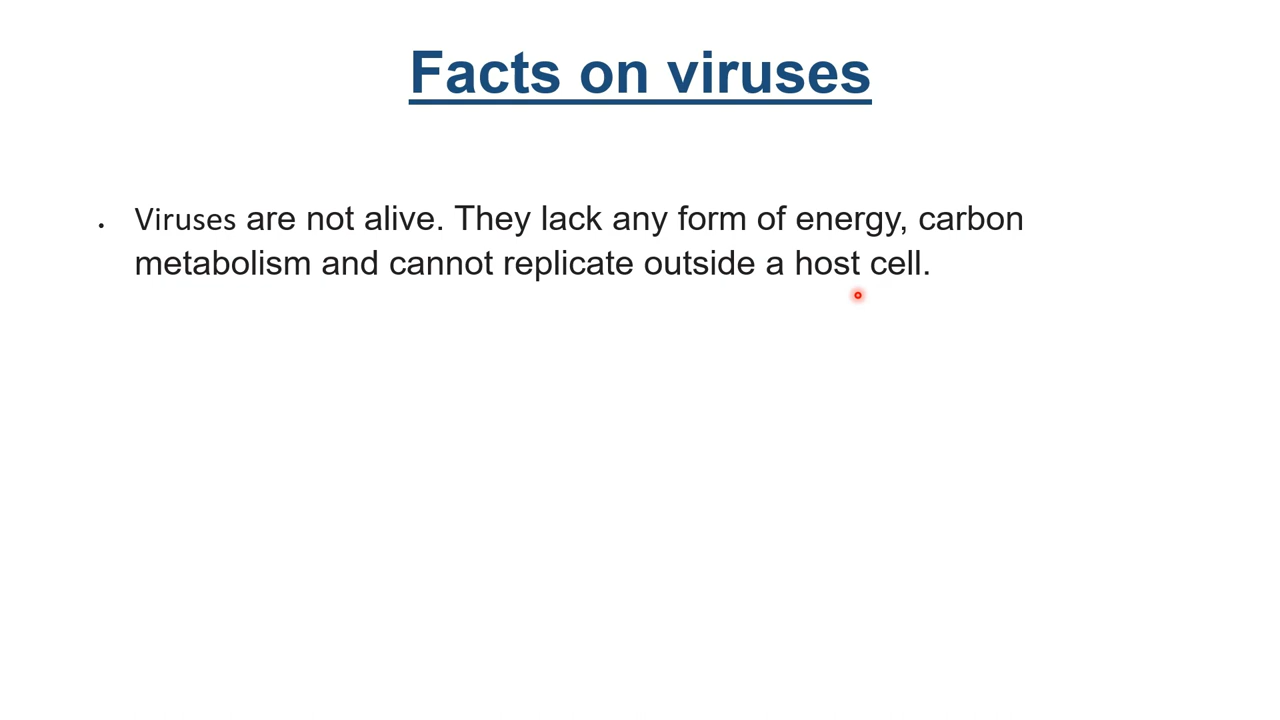 Facts on viruses
• Viruses are not alive. They lack any form of energy, carbon
metabolism and cannot replicate outside a host cell.